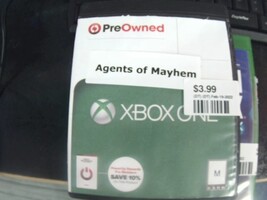 PreOwned
Agents of Mayhem
$3.99
XBOX ONE
SAVE 10%
M